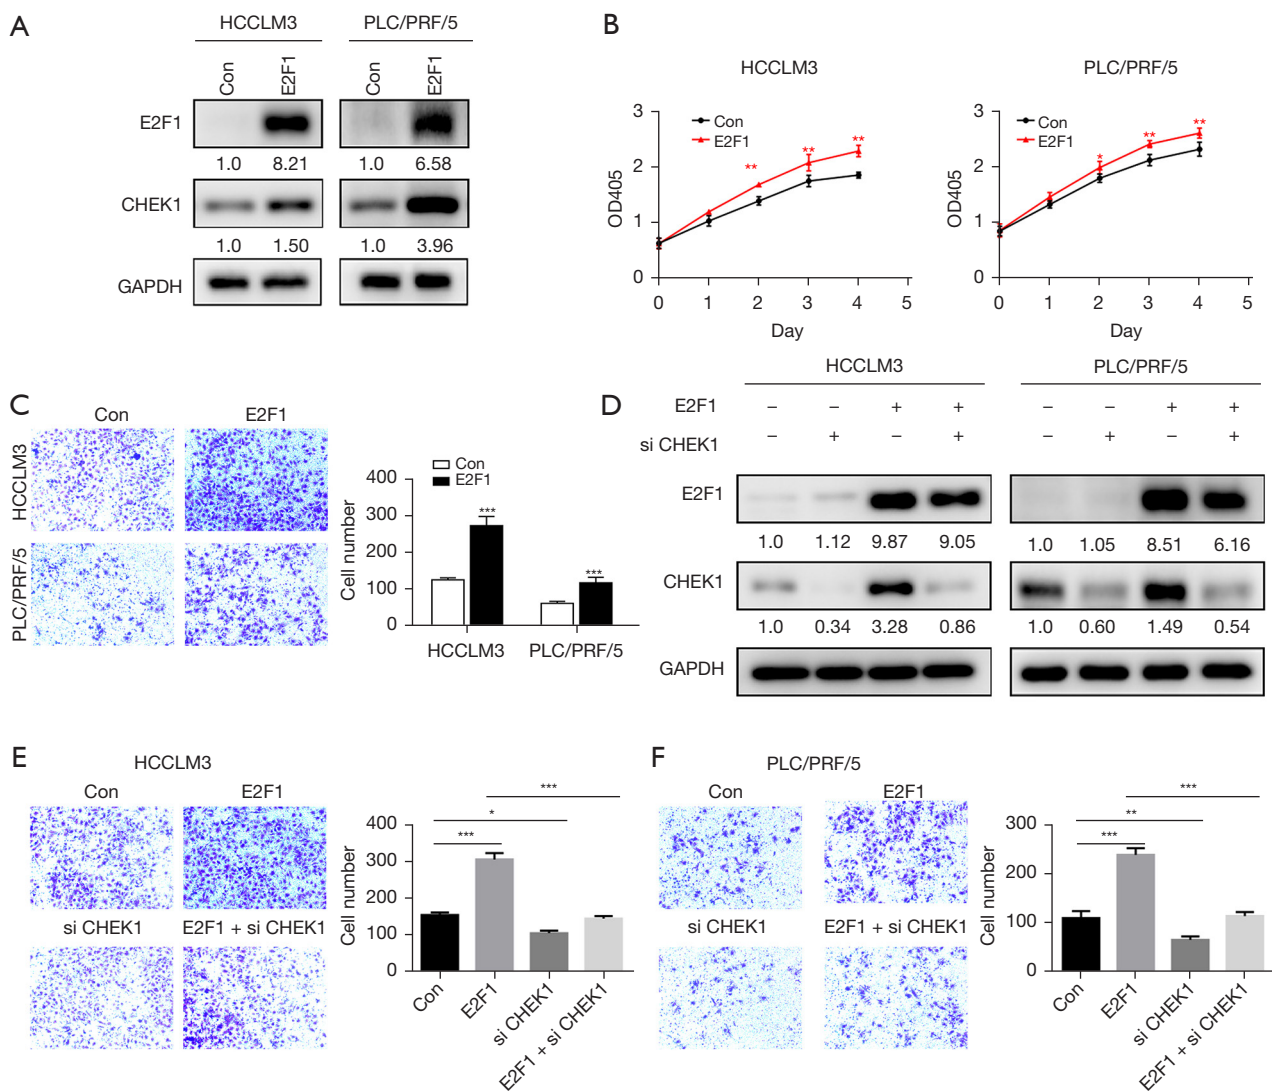 A
HCCLM3
PLC/PRF/5
Con
E2F1
Con
E2F1
E2F1
1.0 8.21 1.0 6.58
CHEK1
1.0 1.50 1.0 3.96
GAPDH
B
HCCLM3
OD405
3
2
1
0
Con
E2F1
**
**
**
0 1 2 3 4 5
Day
PLC/PRF/5
OD405
3
2
1
0
Con
E2F1
*
**
**
0 1 2 3 4 5
Day
C
Con E2F1
HCCLM3
PLC/PRF/5
Cell number
400
300
200
100
0
Con
E2F1
***
***
HCCLM3 PLC/PRF/5
D
HCCLM3 PLC/PRF/5
E2F1 − − + + − − + +
si CHEK1 − + − + − + − +
E2F1
1.0 1.12 9.87 9.05 1.0 1.05 8.51 6.16
CHEK1
1.0 0.34 3.28 0.86 1.0 0.60 1.49 0.54
GAPDH
E
HCCLM3
Con E2F1
si CHEK1 E2F1 + si CHEK1
Cell number
400
300
200
100
0
***
*
***
Con
E2F1
si CHEK1
E2F1 + si CHEK1
F
PLC/PRF/5
Con E2F1
si CHEK1 E2F1 + si CHEK1
Cell number
300
200
100
0
***
**
***
Con
E2F1
si CHEK1
E2F1 + si CHEK1